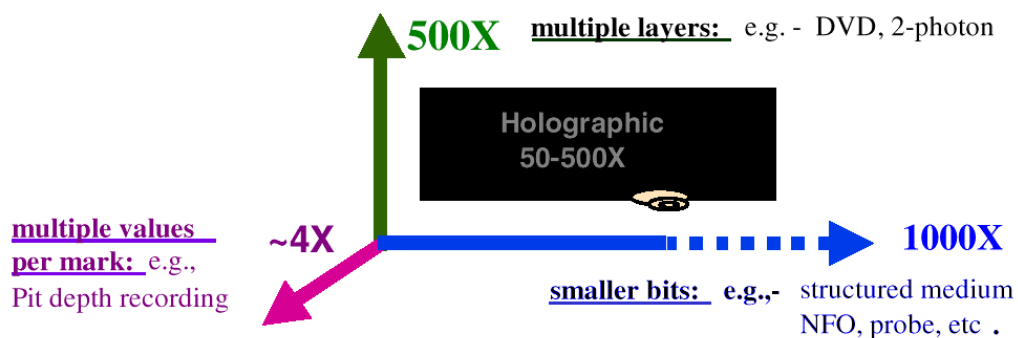 500X multiple layers: e.g. - DVD, 2-photon
Holographic
50-500X
multiple values
per mark: e.g.,
Pit depth recording
~4X
1000X
smaller bits: e.g.,- structured medium
NFO, probe, etc .